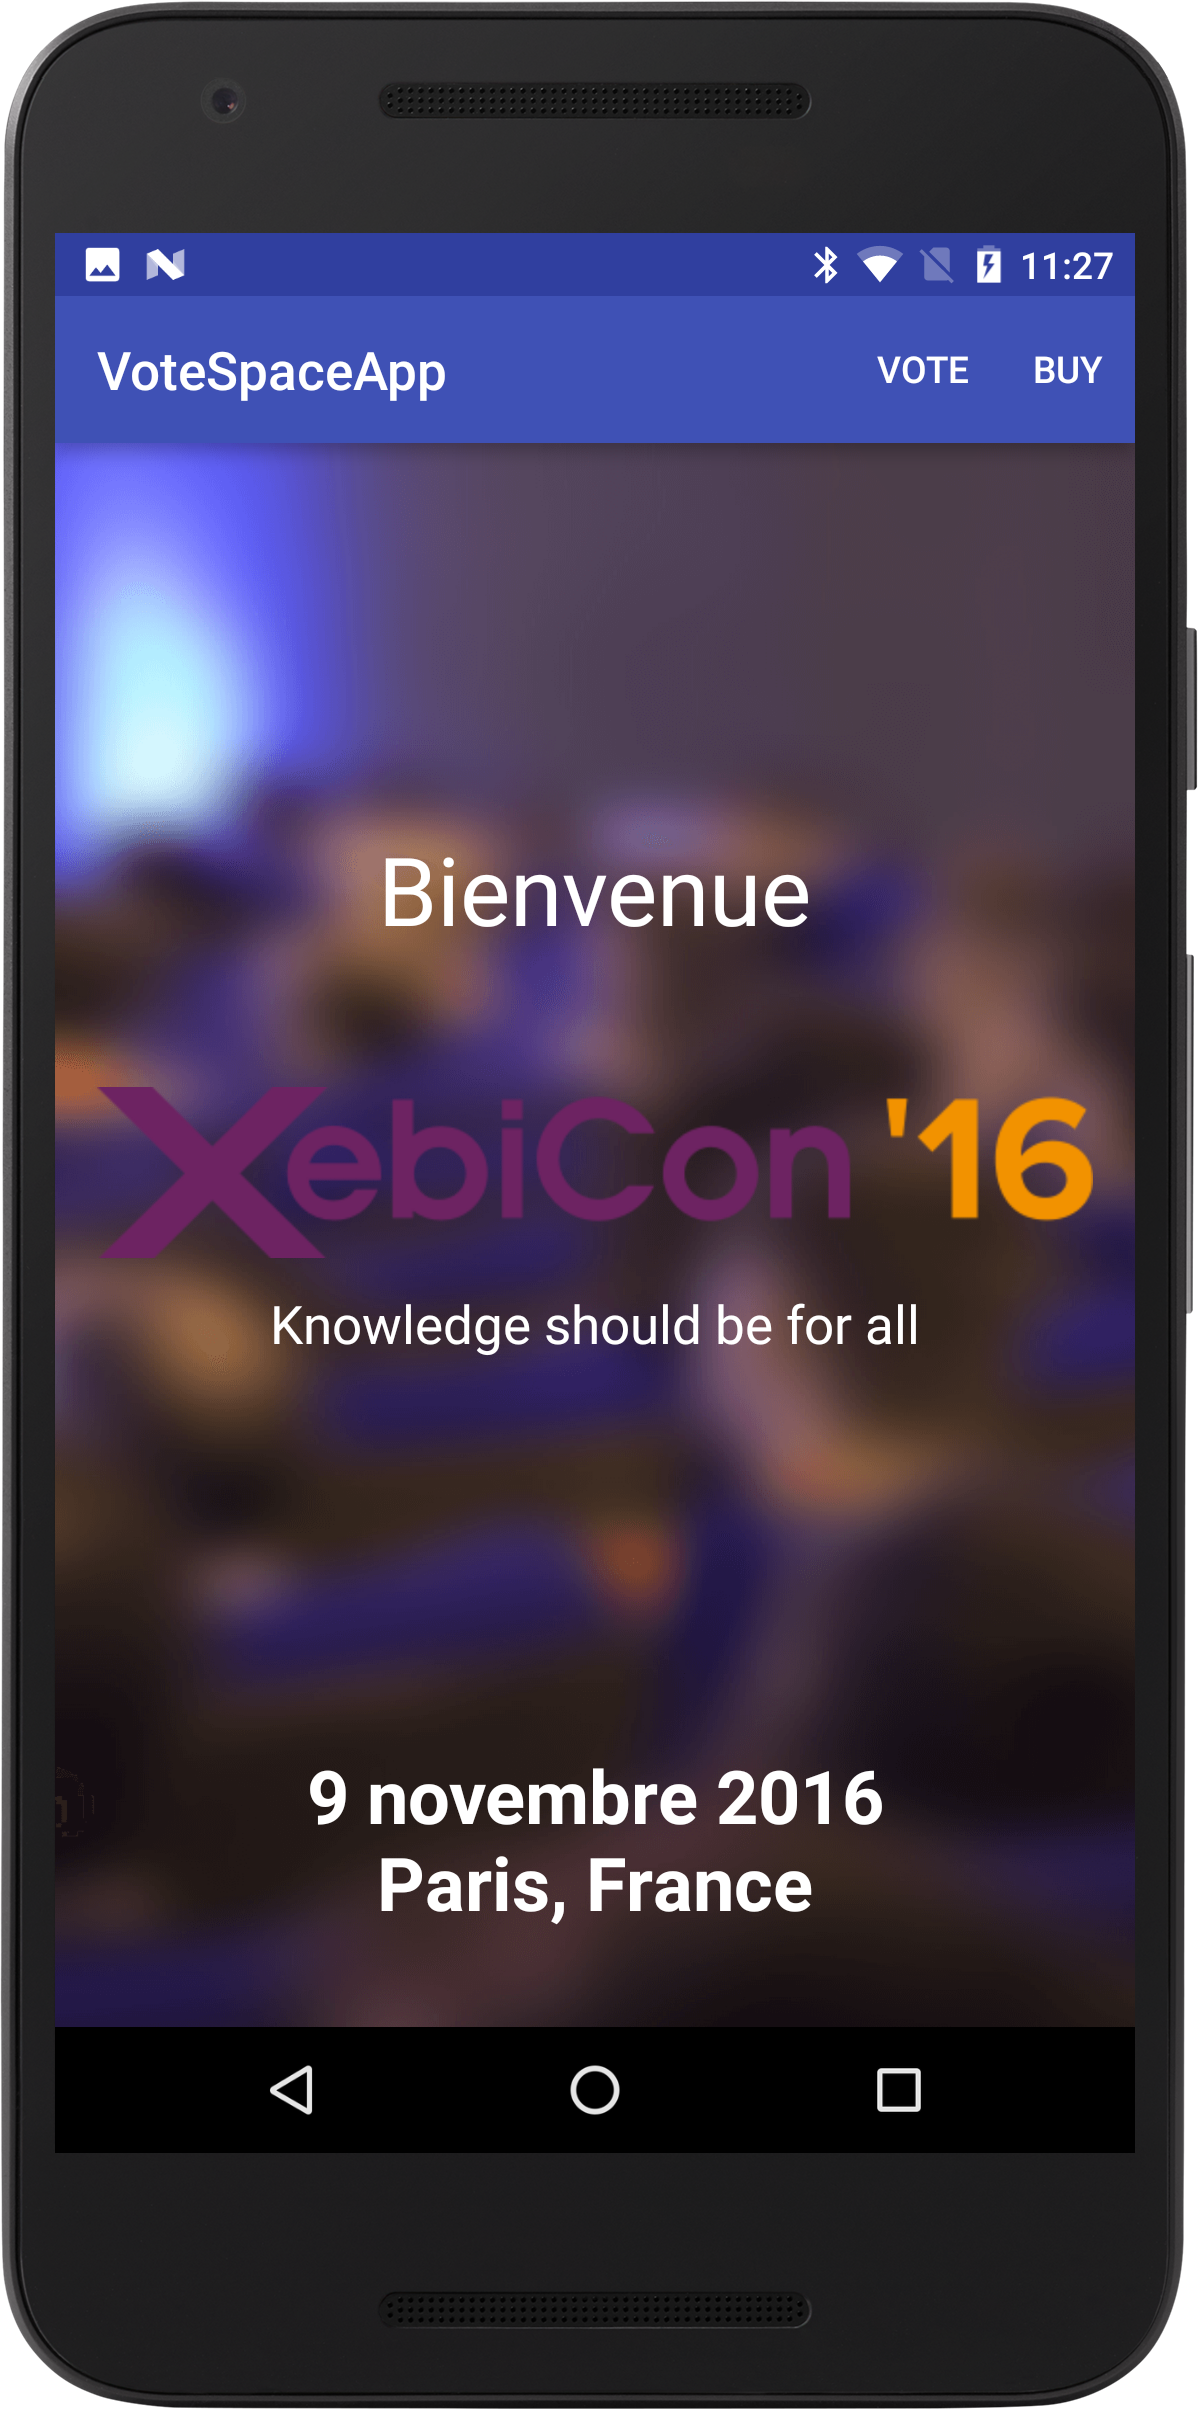 11:27
VoteSpaceApp VOTE BUY
Bienvenue
XebiCon '16
Knowledge should be for all
9 novembre 2016
Paris, France